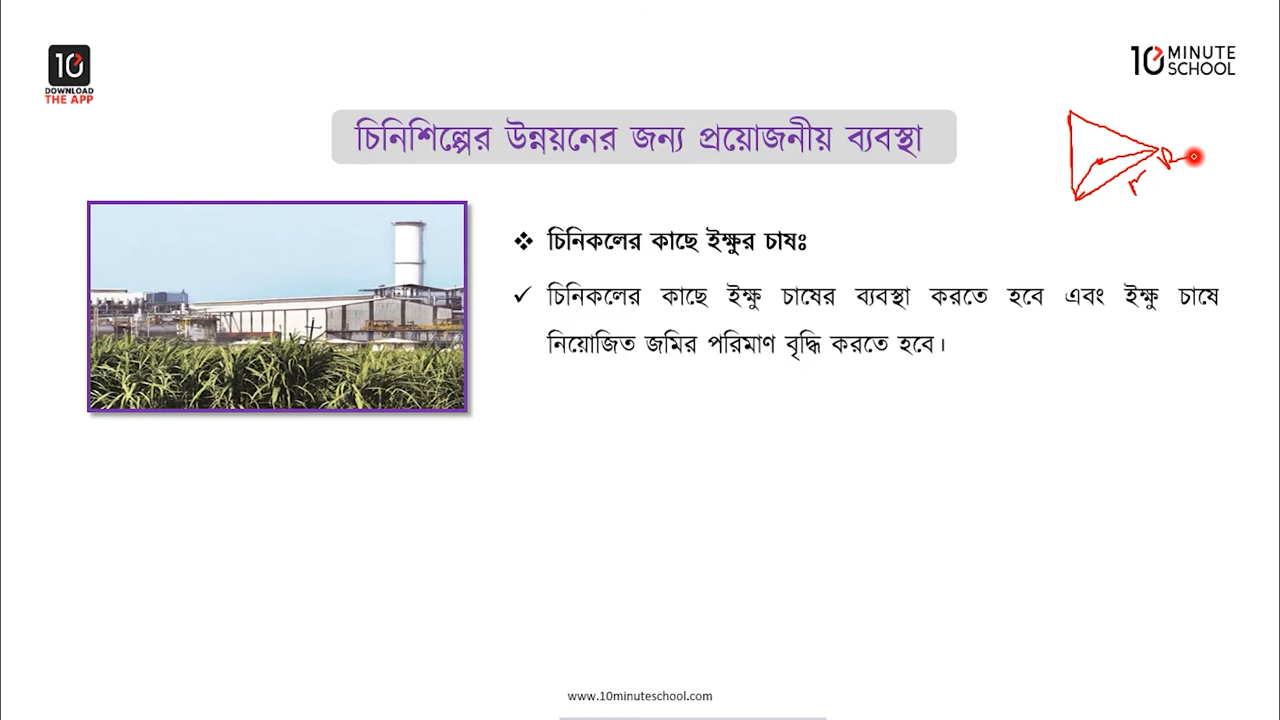 10 MINUTE
SCHOOL
10
DOWNLOAD
THE APP
চিনিশিল্পের উন্নয়নের জন্য প্রয়োজনীয় ব্যবস্থা
❖ চিনিকলের কাছে ইক্ষুর চাষঃ
✓ চিনিকলের কাছে ইক্ষু চাষের ব্যবস্থা করতে হবে এবং ইক্ষু চাষে
নিয়োজিত জমির পরিমাণ বৃদ্ধি করতে হবে।
www.10minuteschool.com